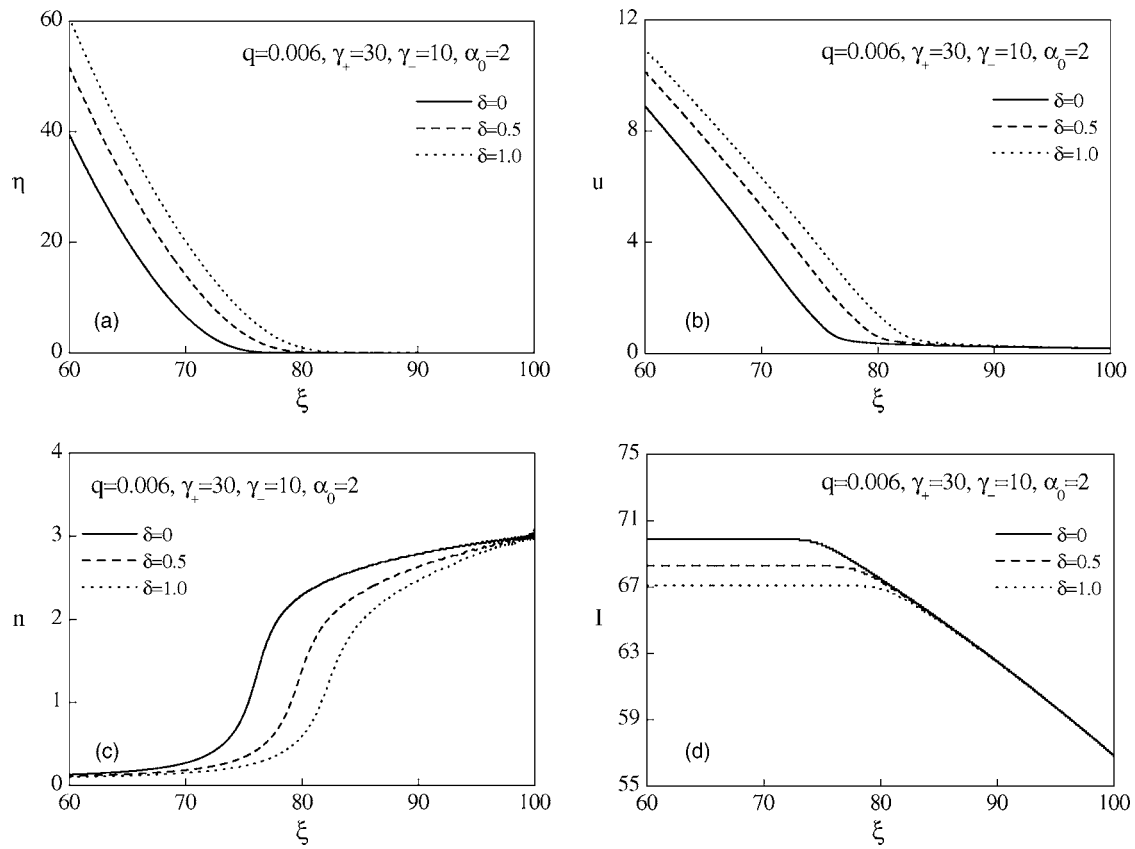 60
40
20
0
η
q=0.006, γ₊=30, γ₋=10, α₀=2
δ=0
δ=0.5
δ=1.0
(a)
60 70 80 90 100
ξ
12
8
4
0
u
q=0.006, γ₊=30, γ₋=10, α₀=2
δ=0
δ=0.5
δ=1.0
(b)
60 70 80 90 100
ξ
4
3
2
1
0
n
q=0.006, γ₊=30, γ₋=10, α₀=2
δ=0
δ=0.5
δ=1.0
(c)
60 70 80 90 100
ξ
75
71
67
63
59
55
I
q=0.006, γ₊=30, γ₋=10, α₀=2
δ=0
δ=0.5
δ=1.0
(d)
60 70 80 90 100
ξ